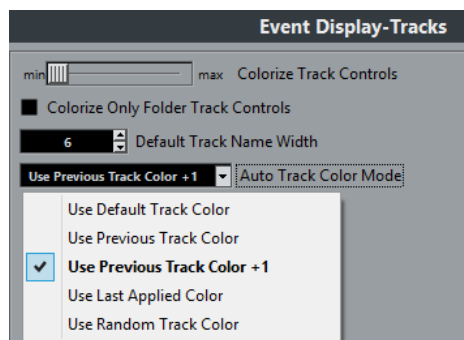 Event Display-Tracks
min max Colorize Track Controls
Colorize Only Folder Track Controls
6 Default Track Name Width
Use Previous Track Color +1 Auto Track Color Mode
Use Default Track Color
Use Previous Track Color
Use Previous Track Color +1
Use Last Applied Color
Use Random Track Color